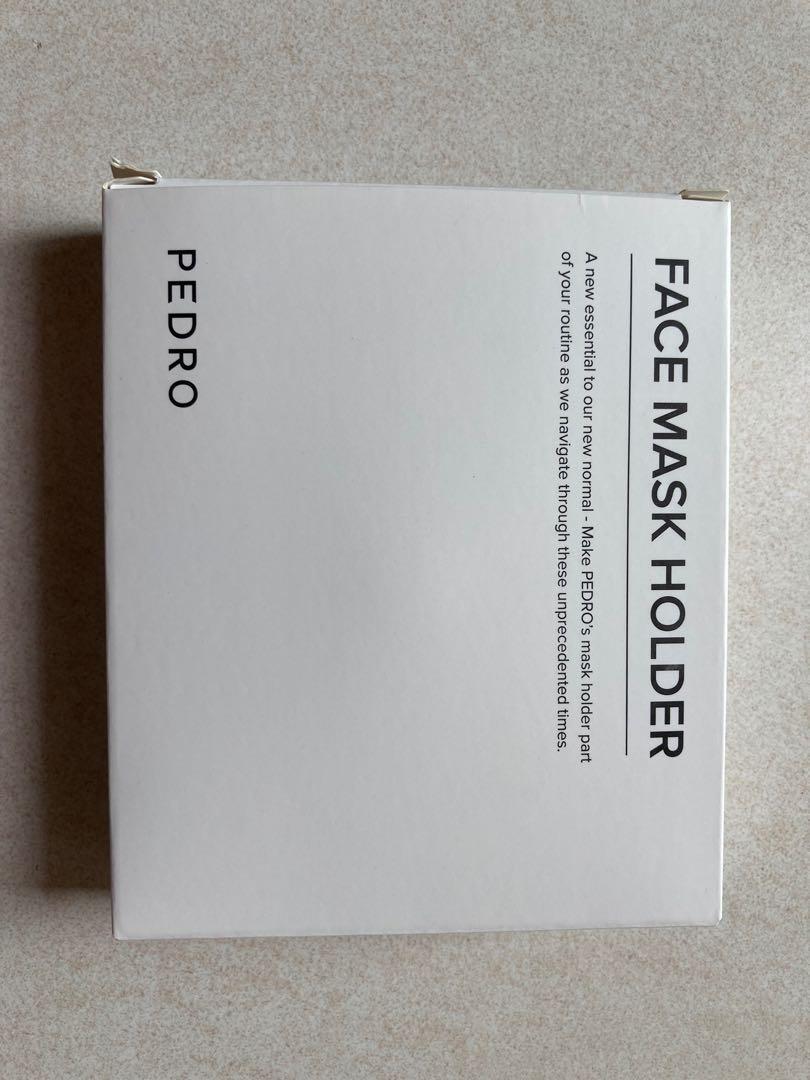 FACE MASK HOLDER
A new essential to our new normal - Make PEDRO's mask holder part
of your routine as we navigate through these unprecedented times.
PEDRO